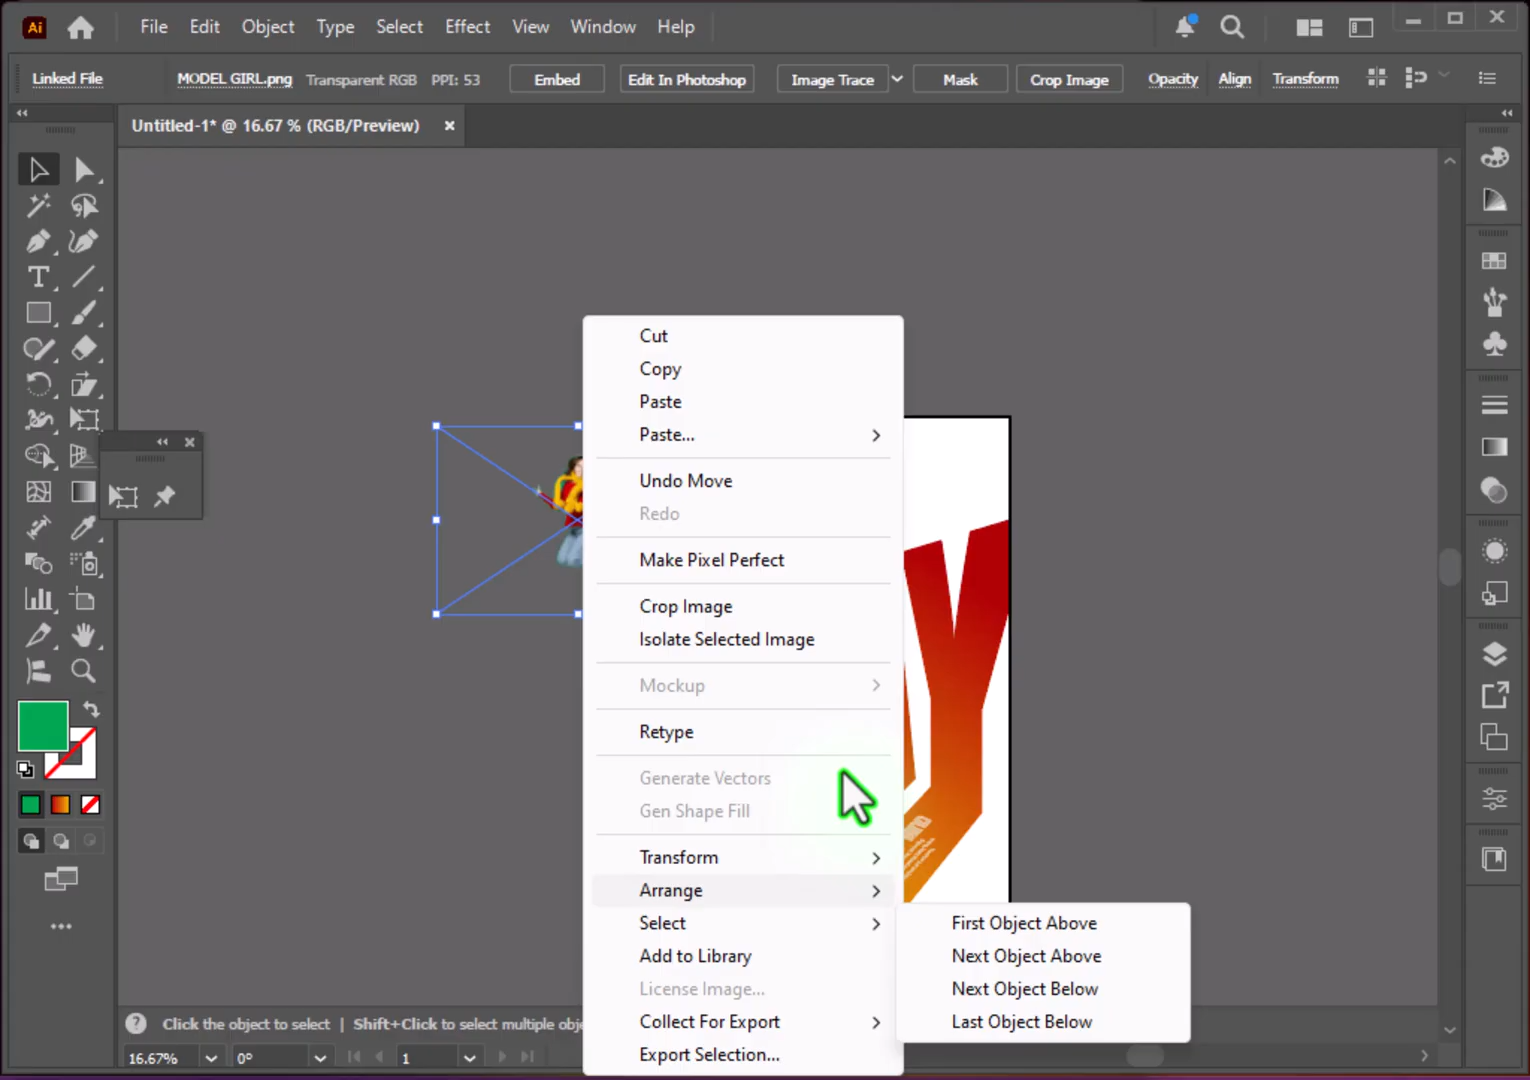 Ai
File Edit Object Type Select Effect View Window Help
Linked File MODEL GIRL.png Transparent RGB PPI: 53 Embed Edit In Photoshop Image Trace Mask Crop Image Opacity Align Transform
Untitled-1* @ 16.67 % (RGB/Preview)
Cut
Copy
Paste
Paste...
Undo Move
Redo
Make Pixel Perfect
Crop Image
Isolate Selected Image
Mockup
Retype
Generate Vectors
Gen Shape Fill
Transform
Arrange
Select
Add to Library
License Image...
Collect For Export
Export Selection...
First Object Above
Next Object Above
Next Object Below
Last Object Below
Y
Click the object to select | Shift+Click to select multiple obje
16.67% 0° 1